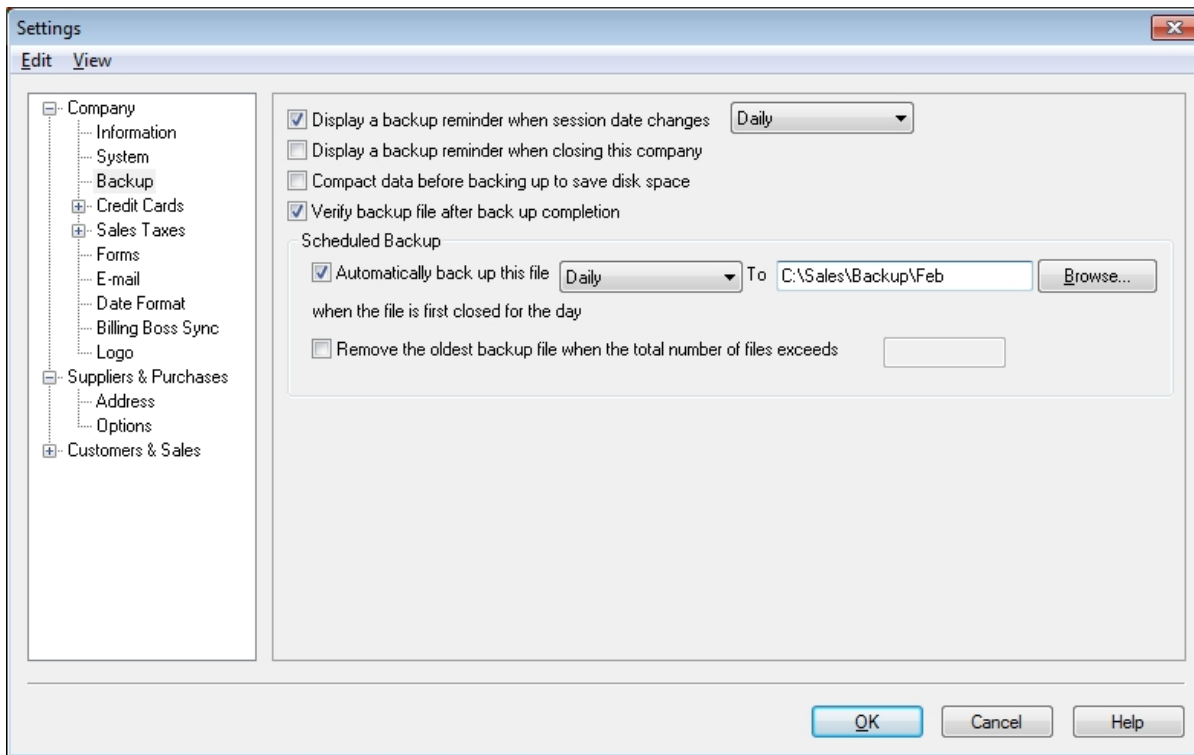 Settings
Edit View
Company
Information
System
Backup
Credit Cards
Sales Taxes
Forms
E-mail
Date Format
Billing Boss Sync
Logo
Suppliers & Purchases
Address
Options
Customers & Sales
Display a backup reminder when session date changes Daily
Display a backup reminder when closing this company
Compact data before backing up to save disk space
Verify backup file after back up completion
Scheduled Backup
Automatically back up this file Daily To C:\Sales\Backup\Feb Browse...
when the file is first closed for the day
Remove the oldest backup file when the total number of files exceeds
OK Cancel Help